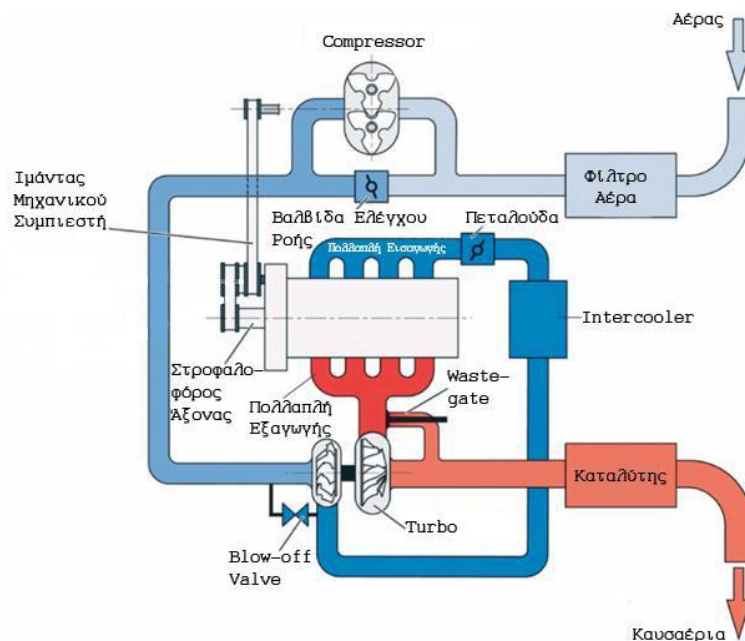 Compressor
Αέρας
Φίλτρο
Αέρα
Ιμάντας
Μηχανικού
Συμπιεστή
Βαλβίδα Ελέγχου
Ροής
Πεταλούδα
Πολλαπλή Εισαγωγής
Intercooler
Στροφαλο-
φόρος
Άξονας
Πολλαπλή
Εξαγωγής
Waste-
gate
Καταλύτης
Turbo
Blow-off
Valve
Καυσαέρια